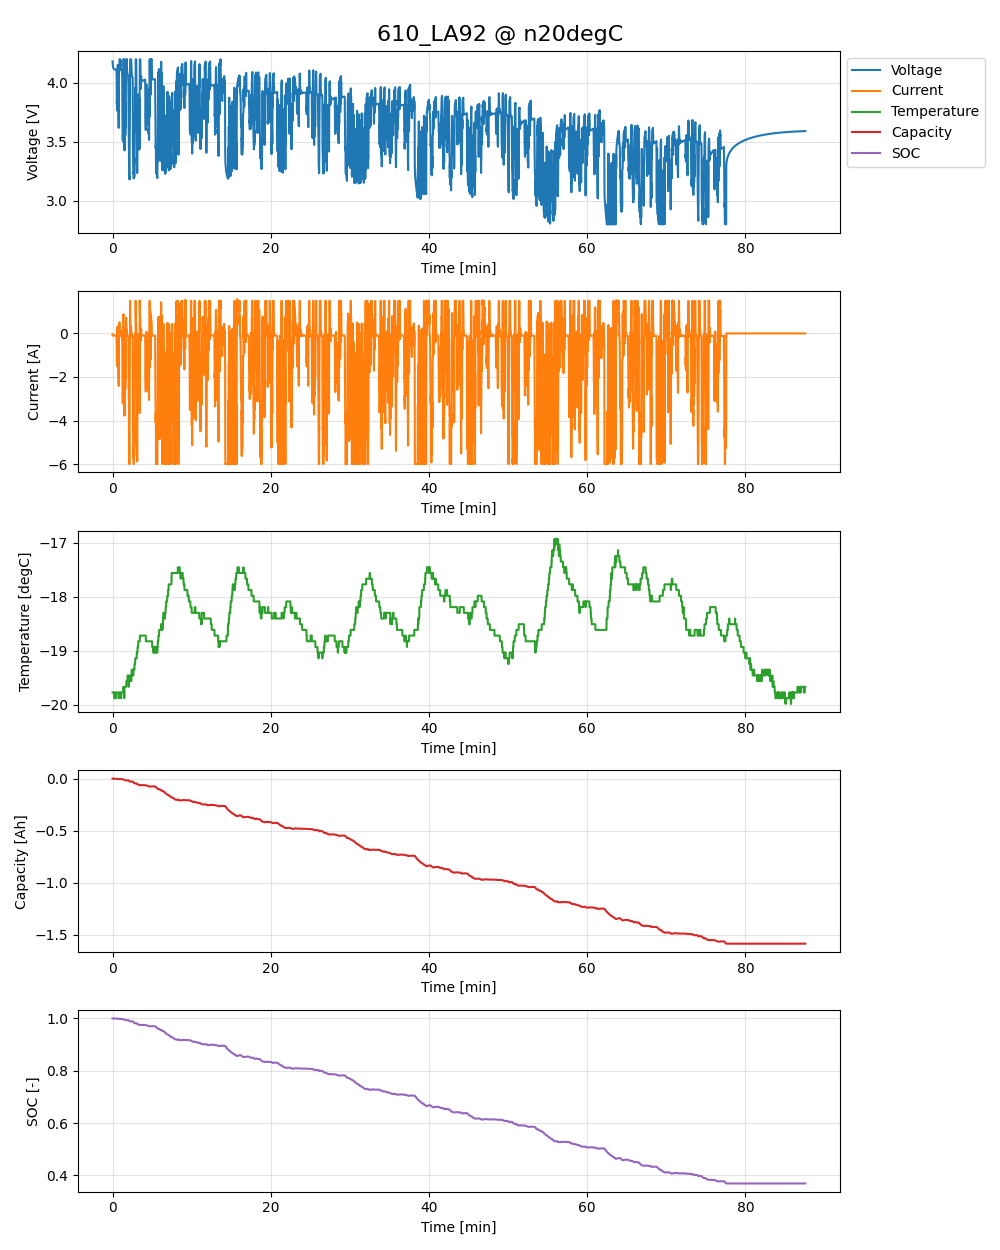 610_LA92 @ n20degC
Voltage
Current
Temperature
Capacity
SOC
Voltage [V]
4.0
3.5
3.0
0 20 40 60 80
Time [min]
Current [A]
0
−2
−4
−6
0 20 40 60 80
Time [min]
Temperature [degC]
−17
−18
−19
−20
0 20 40 60 80
Time [min]
Capacity [Ah]
0.0
−0.5
−1.0
−1.5
0 20 40 60 80
Time [min]
SOC [-]
1.0
0.8
0.6
0.4
0 20 40 60 80
Time [min]